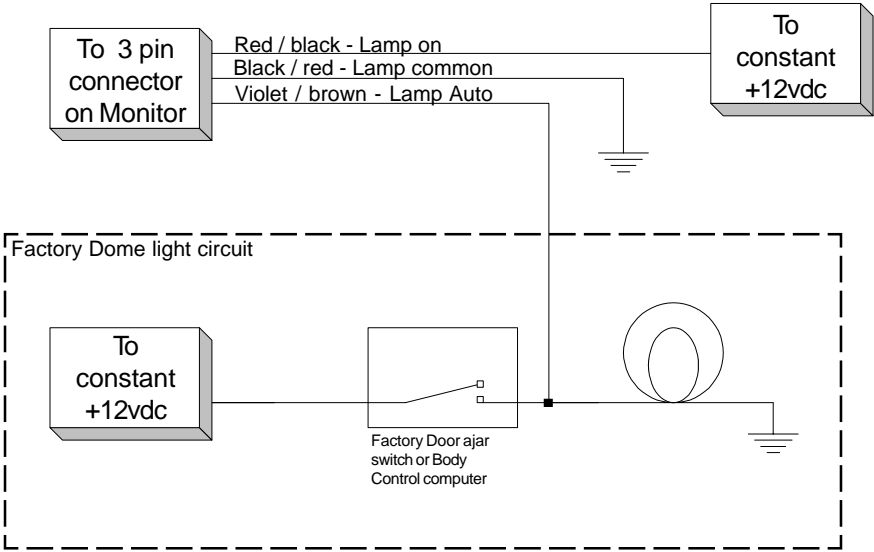 To 3 pin
connector
on Monitor
Red / black - Lamp on
Black / red - Lamp common
Violet / brown - Lamp Auto
To
constant
+12vdc
Factory Dome light circuit
To
constant
+12vdc
Factory Door ajar
switch or Body
Control computer